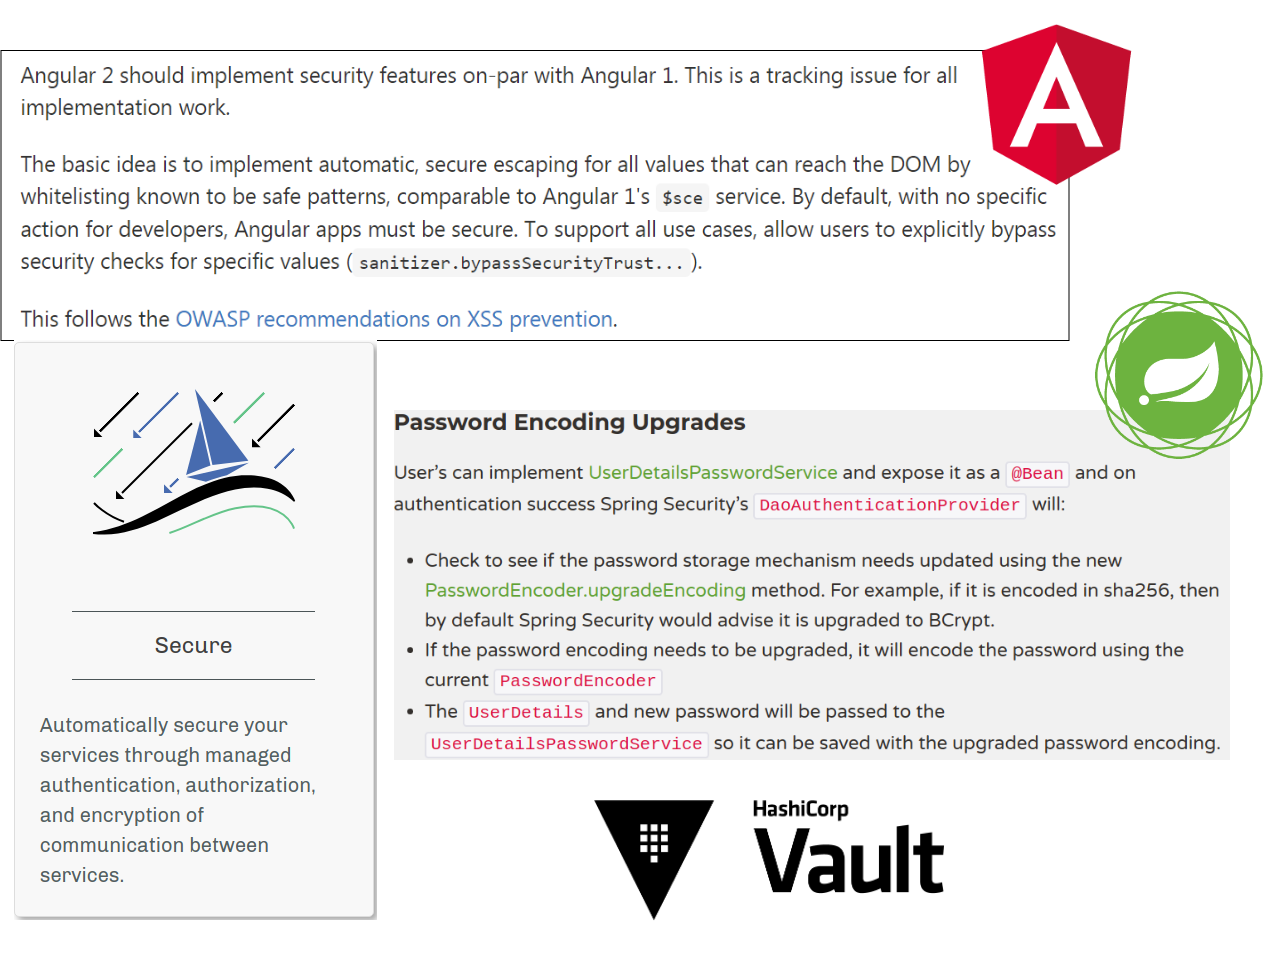 Angular 2 should implement security features on-par with Angular 1. This is a tracking issue for all
implementation work.
The basic idea is to implement automatic, secure escaping for all values that can reach the DOM by
whitelisting known to be safe patterns, comparable to Angular 1's $sce service. By default, with no specific
action for developers, Angular apps must be secure. To support all use cases, allow users to explicitly bypass
security checks for specific values ( sanitizer.bypassSecurityTrust... ).
This follows the OWASP recommendations on XSS prevention.
A
Secure
Automatically secure your
services through managed
authentication, authorization,
and encryption of
communication between
services.
Password Encoding Upgrades
User’s can implement UserDetailsPasswordService and expose it as a @Bean and on
authentication success Spring Security’s DaoAuthenticationProvider will:
• Check to see if the password storage mechanism needs updated using the new
PasswordEncoder.upgradeEncoding method. For example, if it is encoded in sha256, then
by default Spring Security would advise it is upgraded to BCrypt.
• If the password encoding needs to be upgraded, it will encode the password using the
current PasswordEncoder
• The UserDetails and new password will be passed to the
UserDetailsPasswordService so it can be saved with the upgraded password encoding.
HashiCorp
Vault